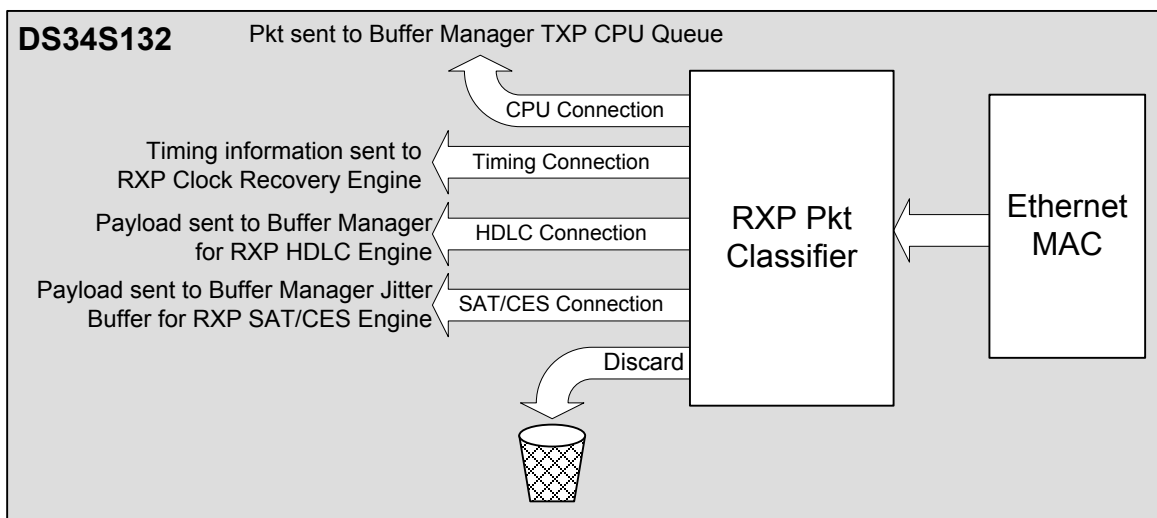 DS34S132
Pkt sent to Buffer Manager TXP CPU Queue
CPU Connection
Timing information sent to
RXP Clock Recovery Engine
Timing Connection
Payload sent to Buffer Manager
for RXP HDLC Engine
HDLC Connection
Payload sent to Buffer Manager Jitter
Buffer for RXP SAT/CES Engine
SAT/CES Connection
Discard
RXP Pkt
Classifier
Ethernet
MAC